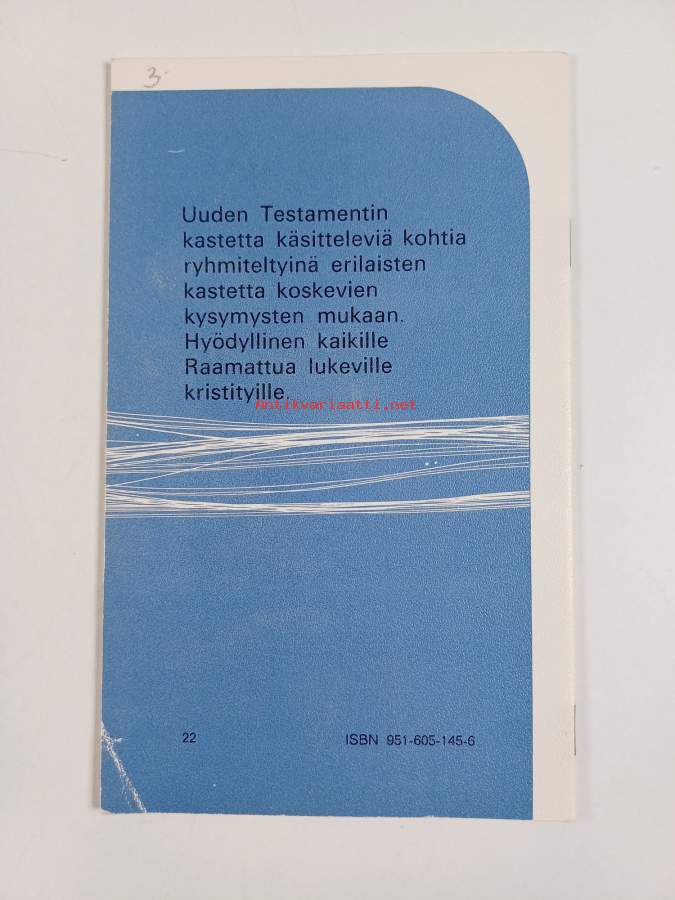 3-
Uuden Testamentin
kastetta käsitteleviä kohtia
ryhmiteltyinä erilaisten
kastetta koskevien
kysymysten mukaan.
Hyödyllinen kaikille
Raamattua lukeville
kristityille.
Antikvariaatti.net
22
ISBN 951-605-145-6